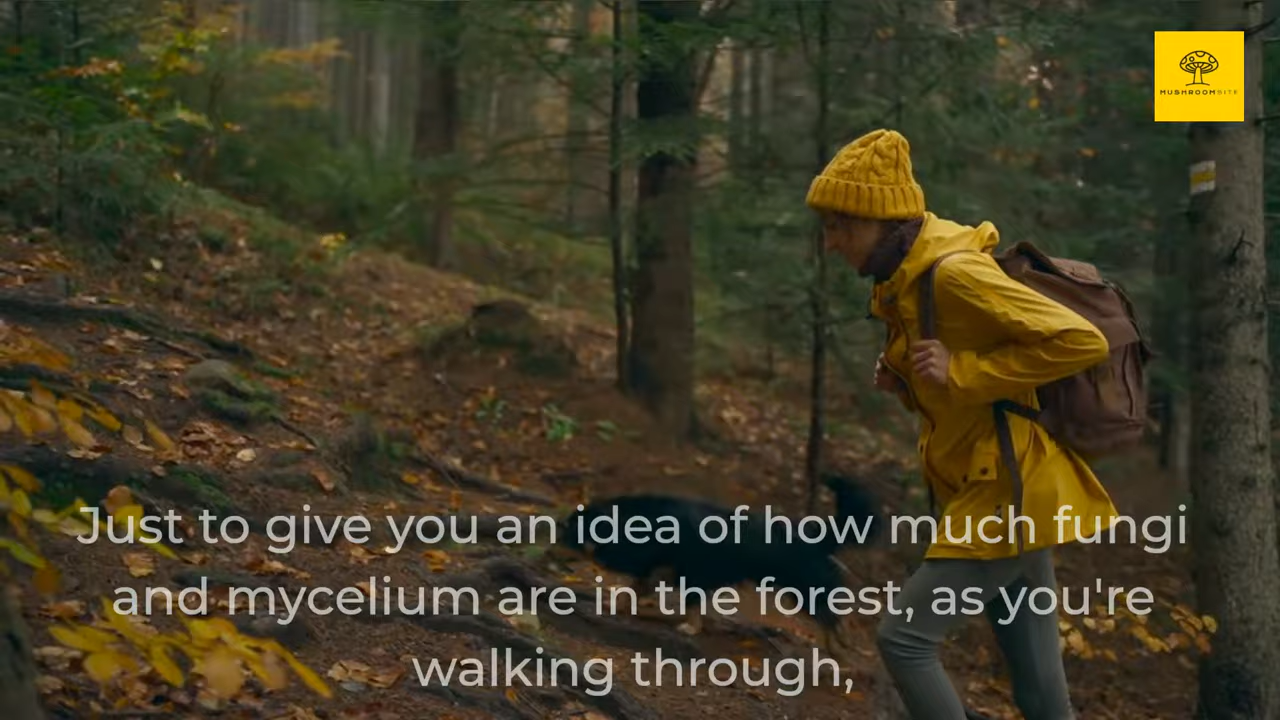 MUSHROOMSITE
Just to give you an idea of how much fungi
and mycelium are in the forest, as you're
walking through,